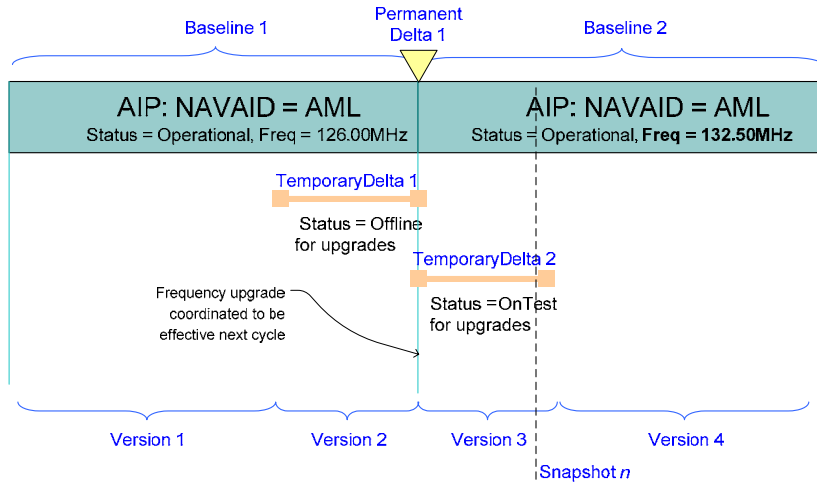 Permanent
Delta 1
Baseline 1
Baseline 2
AIP: NAVAID = AML
Status = Operational, Freq = 126.00MHz
AIP: NAVAID = AML
Status = Operational, Freq = 132.50MHz
TemporaryDelta 1
Status = Offline
for upgrades
TemporaryDelta 2
Status =OnTest
for upgrades
Frequency upgrade
coordinated to be
effective next cycle
Version 1
Version 2
Version 3
Version 4
Snapshot n